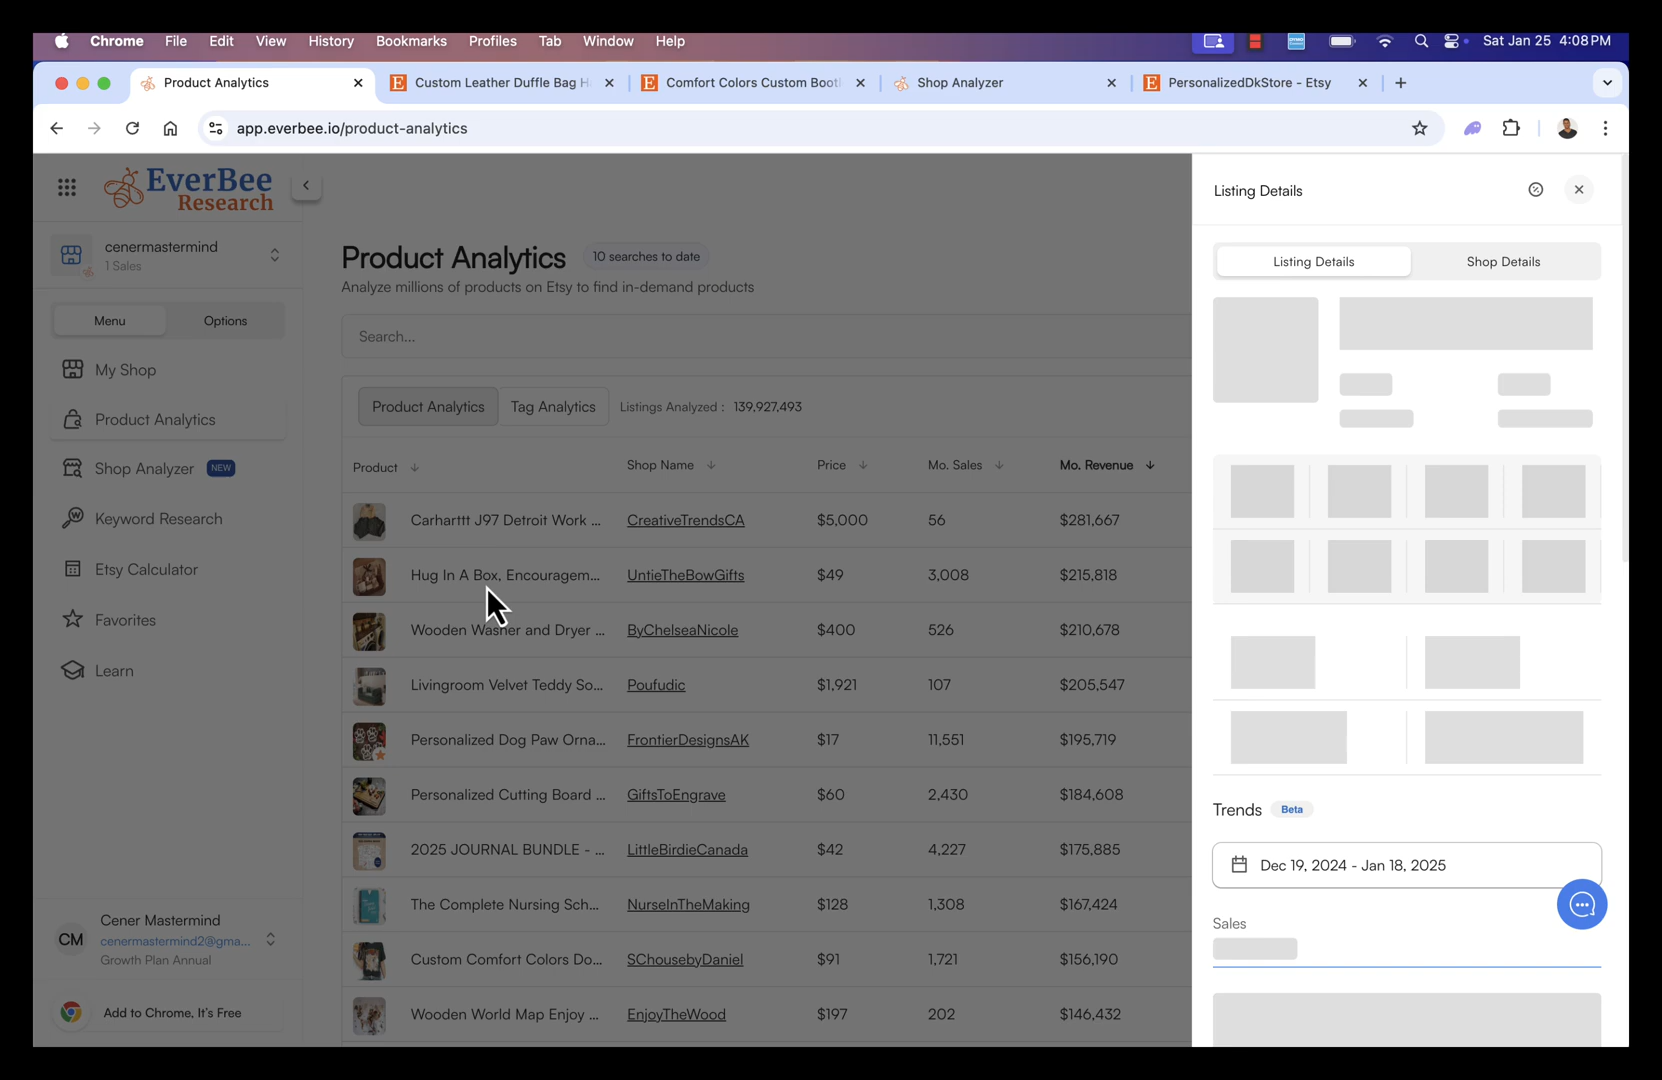 Chrome File Edit View History Bookmarks Profiles Tab Window Help Sat Jan 25 4:08 PM
Product Analytics Custom Leather Duffle Bag H Comfort Colors Custom Boot Shop Analyzer PersonalizedDkStore - Etsy
app.everbee.io/product-analytics
EverBee
Research
cenermastermind
1 Sales
Menu Options
My Shop
Product Analytics
Shop Analyzer NEW
Keyword Research
Etsy Calculator
Favorites
Learn
CM
Cener Mastermind
cenermastermind2@gma...
Growth Plan Annual
Add to Chrome, It's Free
Product Analytics 10 searches to date
Analyze millions of products on Etsy to find in-demand products
Search...
Product Analytics Tag Analytics Listings Analyzed : 139,927,493
Product Shop Name Price Mo. Sales Mo. Revenue
Carharttt J97 Detroit Work ... CreativeTrendsCA $5,000 56 $281,667
Hug In A Box, Encouragem... UntieTheBowGifts $49 3,008 $215,818
Wooden Washer and Dryer ... ByChelseaNicole $400 526 $210,678
Livingroom Velvet Teddy So... Poufudic $1,921 107 $205,547
Personalized Dog Paw Orna... FrontierDesignsAK $17 11,551 $195,719
Personalized Cutting Board ... GiftsToEngrave $60 2,430 $184,608
2025 JOURNAL BUNDLE - ... LittleBirdieCanada $42 4,227 $175,885
The Complete Nursing Sch... NurseInTheMaking $128 1,308 $167,424
Custom Comfort Colors Do... SChousebyDaniel $91 1,721 $156,190
Wooden World Map Enjoy ... EnjoyTheWood $197 202 $146,432
Listing Details
Listing Details Shop Details
Trends Beta
Dec 19, 2024 - Jan 18, 2025
Sales